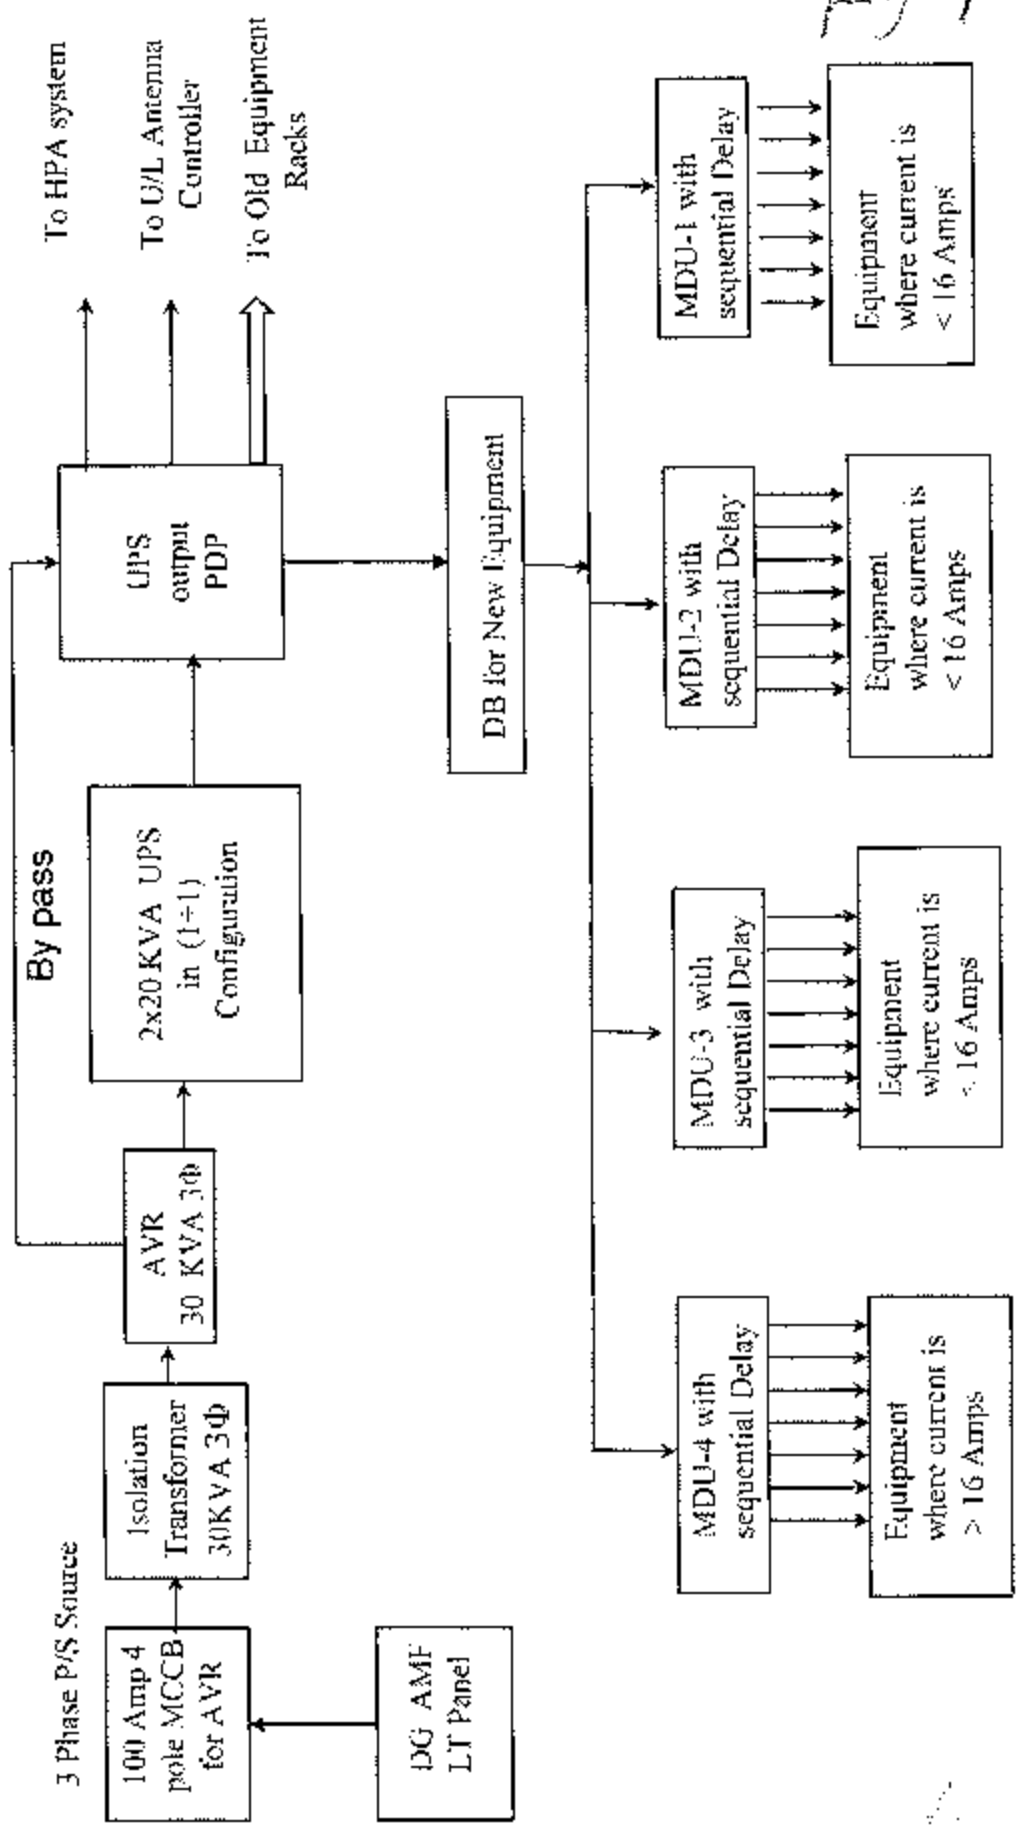 3 Phase P/S Source
100 Amp 4
pole MCCB
for AVR
DG AMF
LT Panel
Isolation
Transformer
30KVA 3Φ
AVR
30 KVA 3Φ
By pass
2x20 KVA UPS
in (1+1)
Configuration
UPS
output
PDP
To HPA system
To U/L Antenna
Controller
To Old Equipment
Racks
DB for New Equipment
MDU-4 with
sequential Delay
Equipment
where current is
> 16 Amps
MDU-3 with
sequential Delay
Equipment
where current is
< 16 Amps
MDU-2 with
sequential Delay
Equipment
where current is
< 16 Amps
MDU-1 with
sequential Delay
Equipment
where current is
< 16 Amps